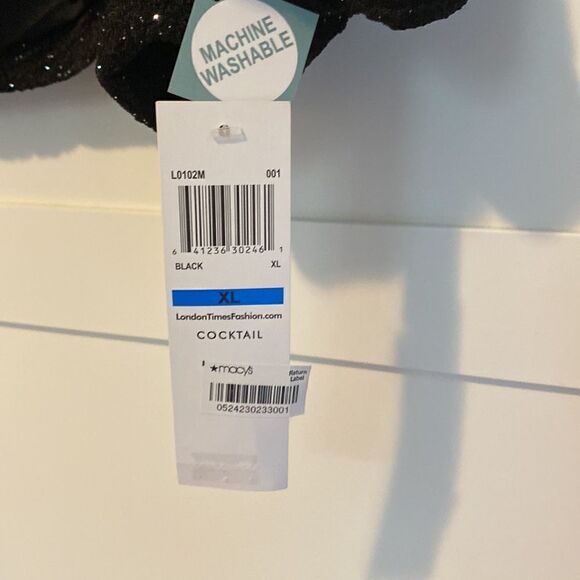 MACHINE
WASHABLE
L0102M 001
6 41236 30246 1
BLACK XL
XL
LondonTimesFashion.com
COCKTAIL
★macy's
Return
Label
0524230233001